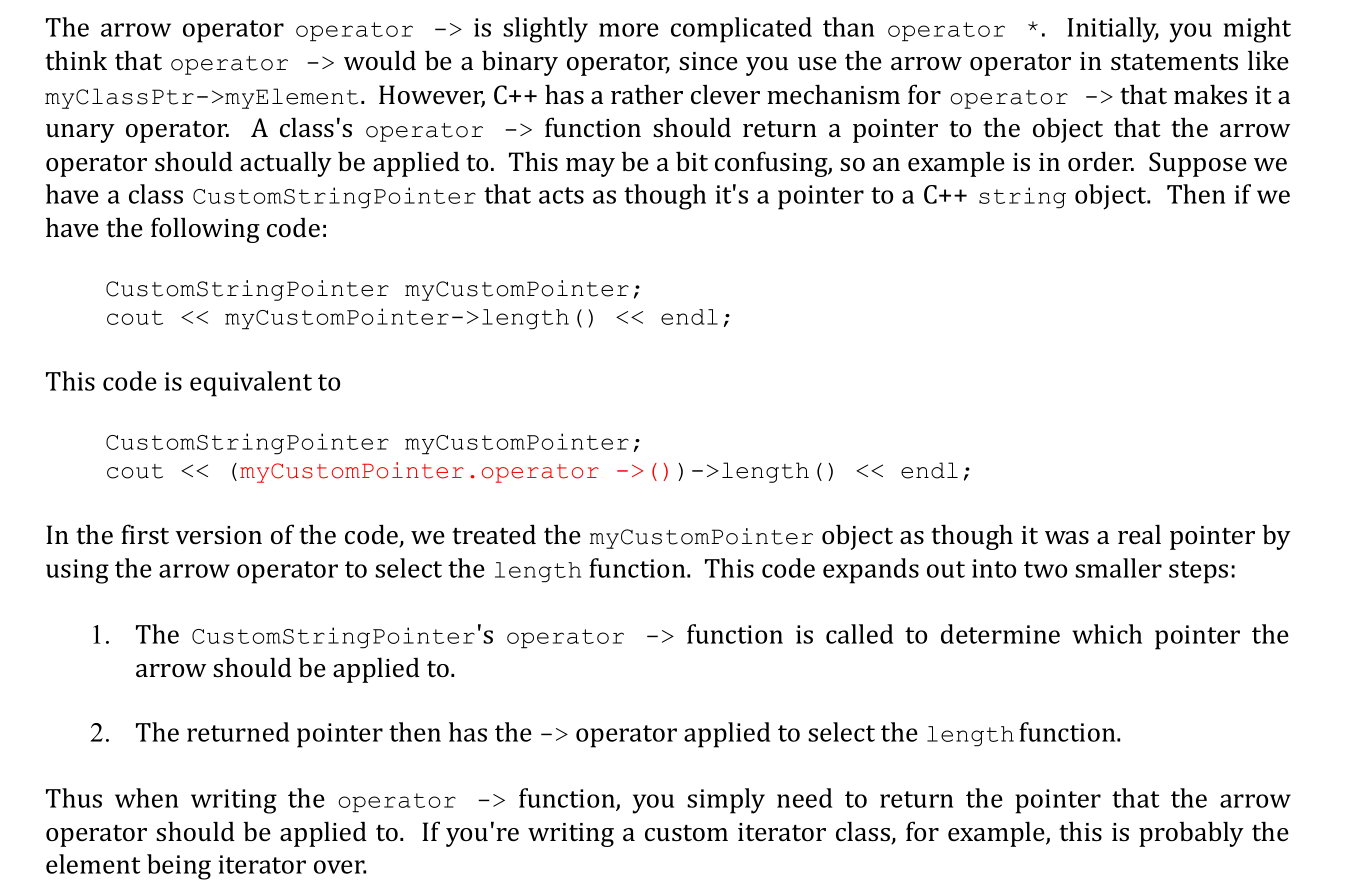 The arrow operator operator -> is slightly more complicated than operator *. Initially, you might
think that operator -> would be a binary operator, since you use the arrow operator in statements like
myClassPtr->myElement. However, C++ has a rather clever mechanism for operator -> that makes it a
unary operator. A class's operator -> function should return a pointer to the object that the arrow
operator should actually be applied to. This may be a bit confusing, so an example is in order. Suppose we
have a class CustomStringPointer that acts as though it's a pointer to a C++ string object. Then if we
have the following code:
CustomStringPointer myCustomPointer;
cout << myCustomPointer->length() << endl;
This code is equivalent to
CustomStringPointer myCustomPointer;
cout << (myCustomPointer.operator ->())->length() << endl;
In the first version of the code, we treated the myCustomPointer object as though it was a real pointer by
using the arrow operator to select the length function. This code expands out into two smaller steps:
1. The CustomStringPointer's operator -> function is called to determine which pointer the
arrow should be applied to.
2. The returned pointer then has the -> operator applied to select the length function.
Thus when writing the operator -> function, you simply need to return the pointer that the arrow
operator should be applied to. If you're writing a custom iterator class, for example, this is probably the
element being iterator over.